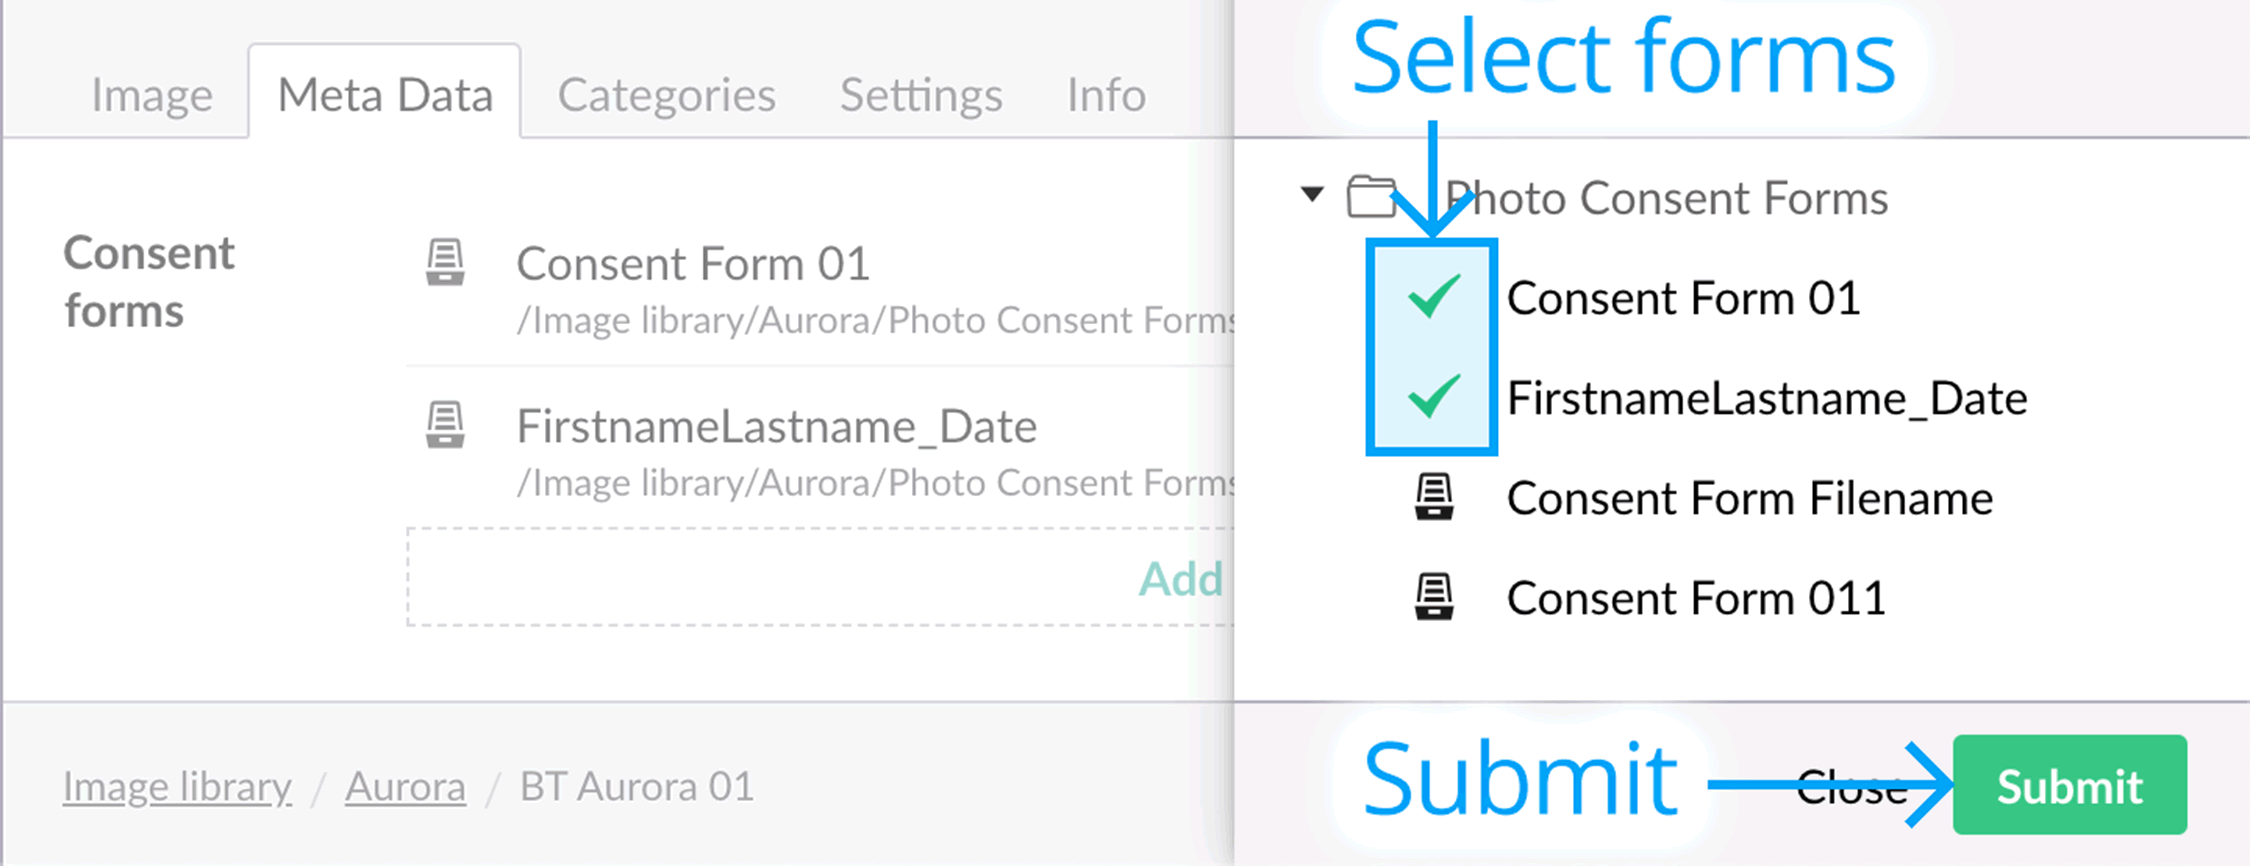 Image
Meta Data
Categories
Settings
Info
Consent
forms
Consent Form 01
/Image library/Aurora/Photo Consent Forms
FirstnameLastname_Date
/Image library/Aurora/Photo Consent Forms
Add
Image library / Aurora / BT Aurora 01
Select forms
Photo Consent Forms
Consent Form 01
FirstnameLastname_Date
Consent Form Filename
Consent Form 011
Submit
Close
Submit